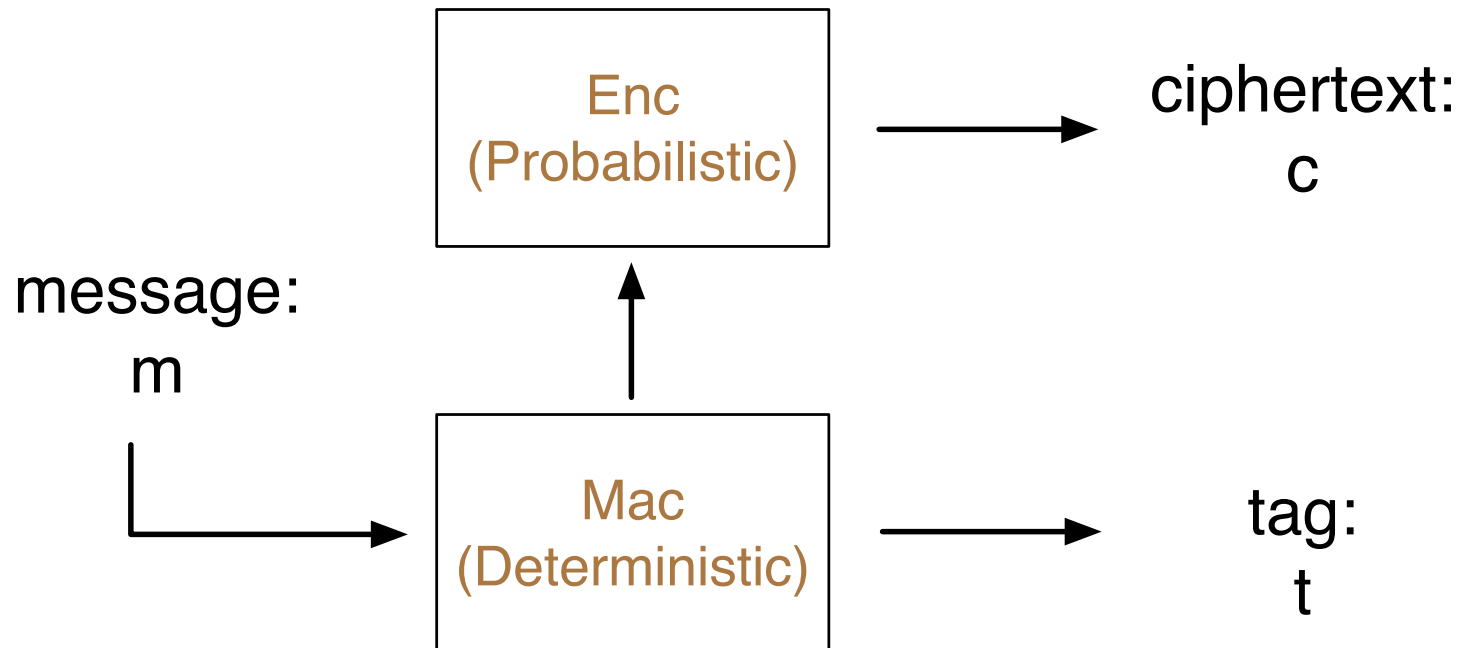 Enc
(Probabilistic)
ciphertext:
c
message:
m
Mac
(Deterministic)
tag:
t